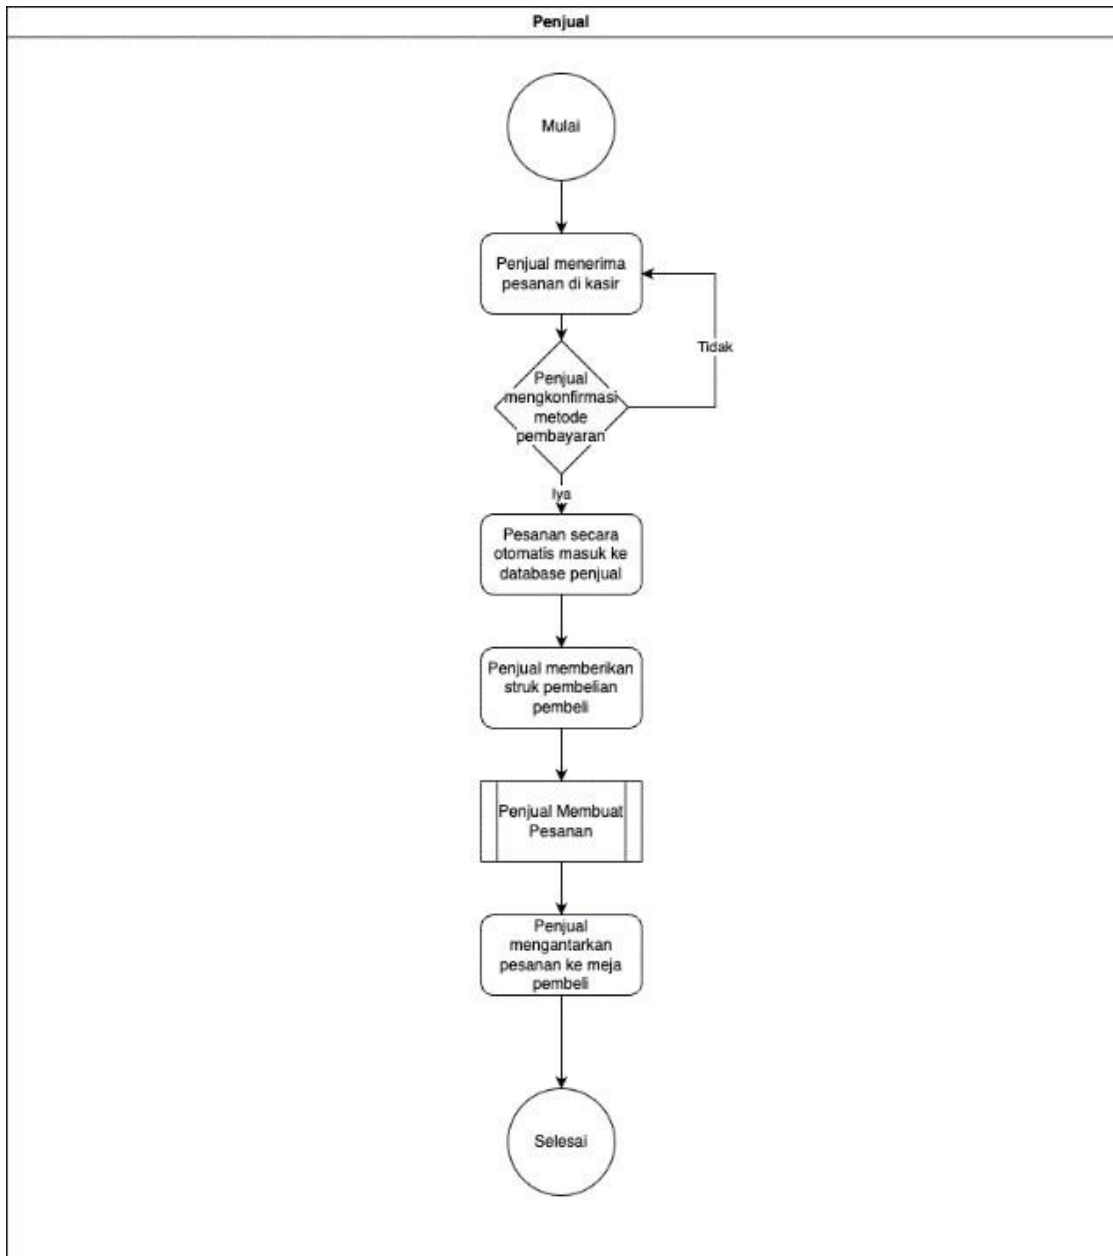 Penjual
Mulai
Penjual menerima
pesanan di kasir
Tidak
Penjual
mengkonfirmasi
metode
pembayaran
Iya
Pesanan secara
otomatis masuk ke
database penjual
Penjual memberikan
struk pembelian
pembeli
Penjual Membuat
Pesanan
Penjual
mengantarkan
pesanan ke meja
pembeli
Selesai